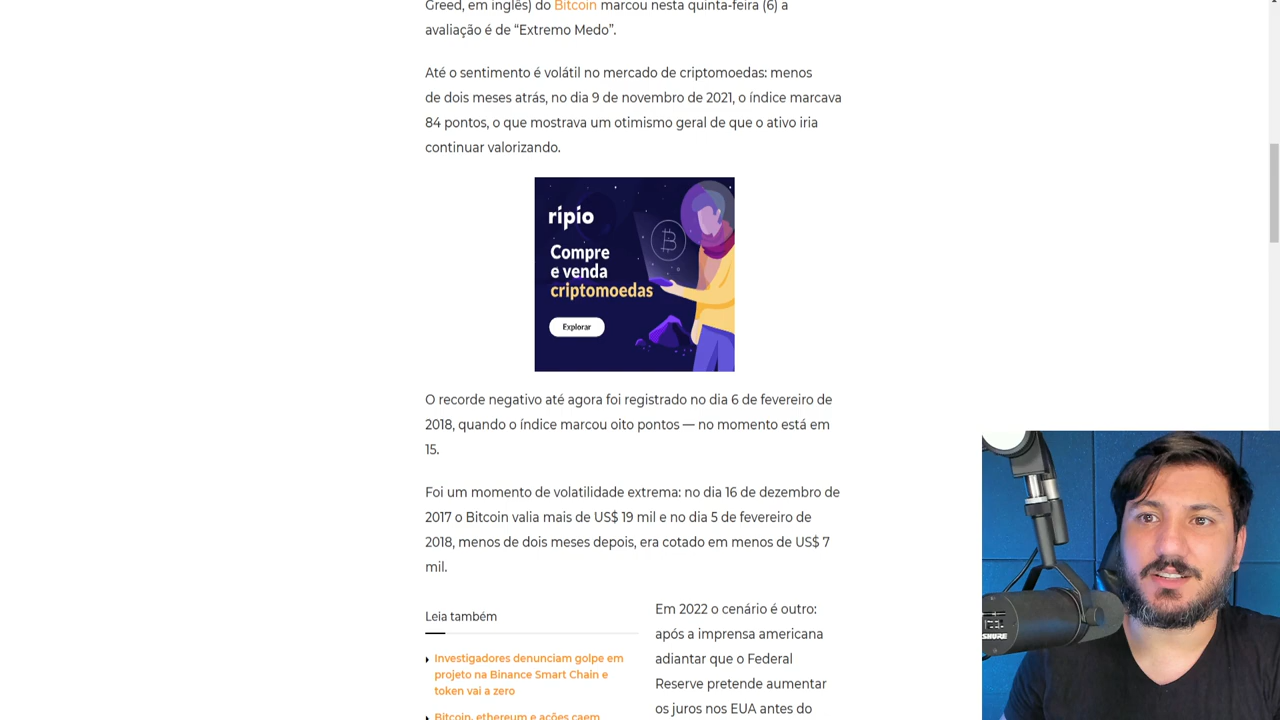 Greed, em inglês) do Bitcoin marcou nesta quinta-feira (6) a
avaliação é de “Extremo Medo”.
Até o sentimento é volátil no mercado de criptomoedas: menos
de dois meses atrás, no dia 9 de novembro de 2021, o índice marcava
84 pontos, o que mostrava um otimismo geral de que o ativo iria
continuar valorizando.
ripio
Compre
e venda
criptomoedas
Explorar
O recorde negativo até agora foi registrado no dia 6 de fevereiro de
2018, quando o índice marcou oito pontos — no momento está em
15.
Foi um momento de volatilidade extrema: no dia 16 de dezembro de
2017 o Bitcoin valia mais de US$ 19 mil e no dia 5 de fevereiro de
2018, menos de dois meses depois, era cotado em menos de US$ 7
mil.
Leia também
Investigadores denunciam golpe em
projeto na Binance Smart Chain e
token vai a zero
Bitcoin, ethereum e ações caem
Em 2022 o cenário é outro:
após a imprensa americana
adiantar que o Federal
Reserve pretende aumentar
os juros nos EUA antes do
SHURE